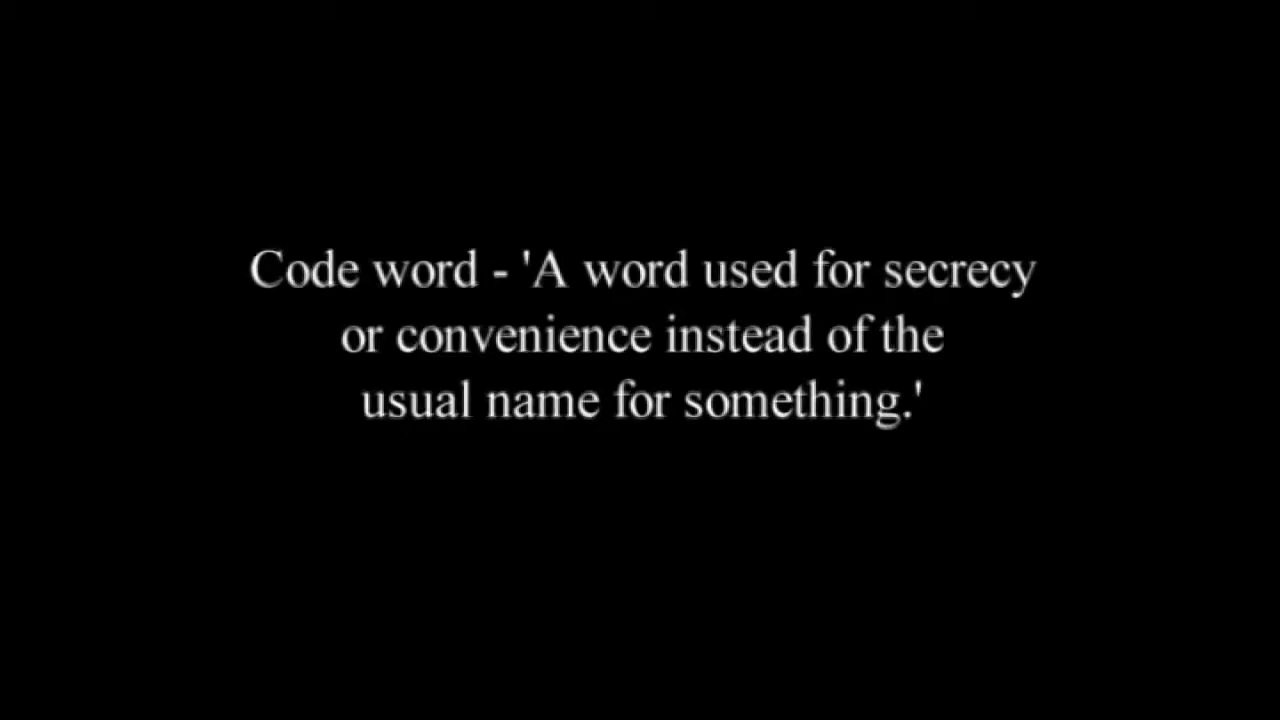 Code word - 'A word used for secrecy
or convenience instead of the
usual name for something.'